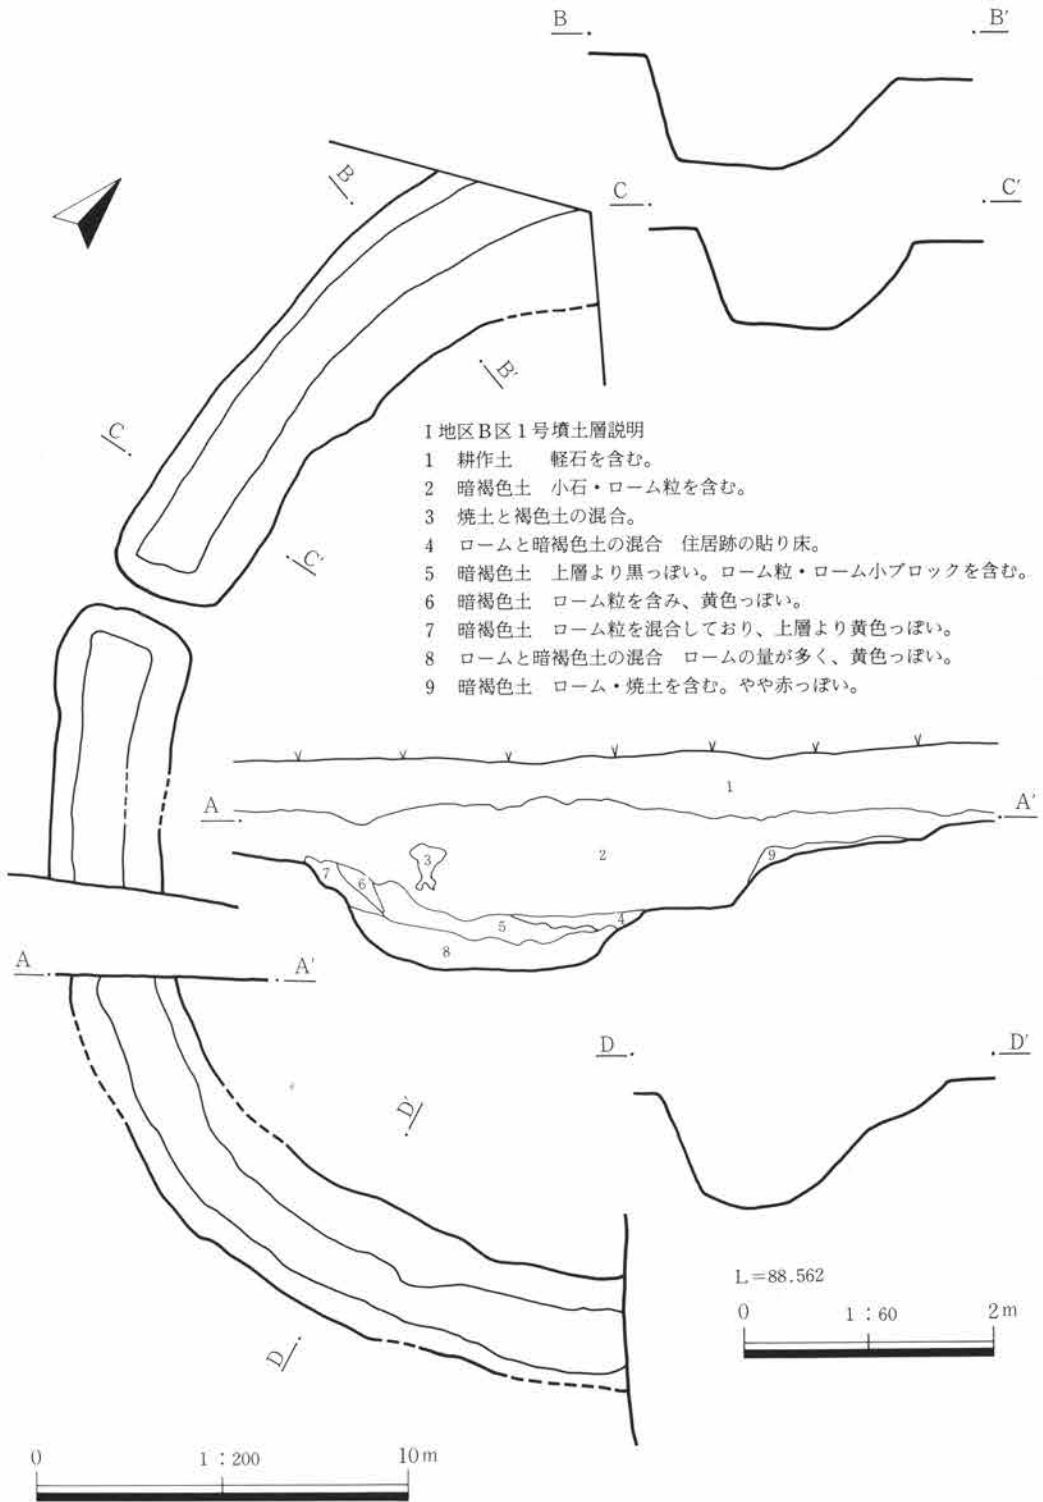 B B′
C C′
B
B′
C
C′
I地区B区1号墳土層説明
1 耕作土 軽石を含む。
2 暗褐色土 小石・ローム粒を含む。
3 焼土と褐色土の混合。
4 ロームと暗褐色土の混合 住居跡の貼り床。
5 暗褐色土 上層より黒っぽい。ローム粒・ローム小ブロックを含む。
6 暗褐色土 ローム粒を含み、黄色っぽい。
7 暗褐色土 ローム粒を混合しており、上層より黄色っぽい。
8 ロームと暗褐色土の混合 ロームの量が多く、黄色っぽい。
9 暗褐色土 ローム・焼土を含む。やや赤っぽい。
A A′
1
2
3
9
7
6
5
4
8
A A′
D D′
D′
D
L=88.562
0 1:60 2m
0 1:200 10m